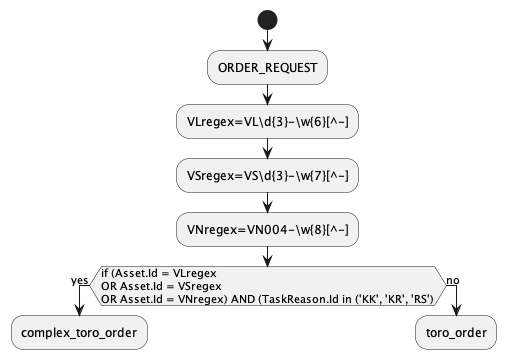 ORDER_REQUEST
VLregex=VL\d{3}-\w{6}[^-]
VSregex=VS\d{3}-\w{7}[^-]
VNregex=VN004-\w{8}[^-]
yes
if (Asset.Id = VLregex
OR Asset.Id = VSregex
OR Asset.Id = VNregex) AND (TaskReason.Id in ('KK', 'KR', 'RS')
no
complex_toro_order
toro_order